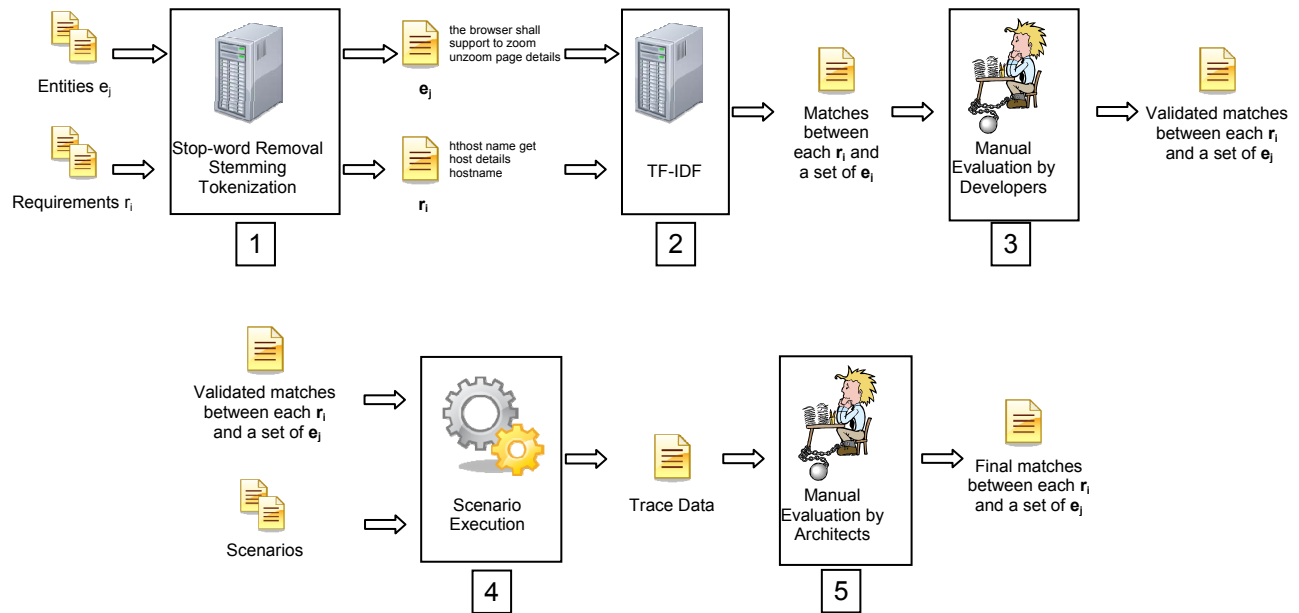 Entities ej
Requirements ri
Stop-word Removal
Stemming
Tokenization
1
the browser shall
support to zoom
unzoom page details
ej
hthost name get
host details
hostname
ri
TF-IDF
2
Matches
between
each ri and
a set of ei
Manual
Evaluation by
Developers
3
Validated matches
between each ri
and a set of ej
Validated matches
between each ri
and a set of ej
Scenarios
Scenario
Execution
4
Trace Data
Manual
Evaluation by
Architects
5
Final matches
between each ri
and a set of ej